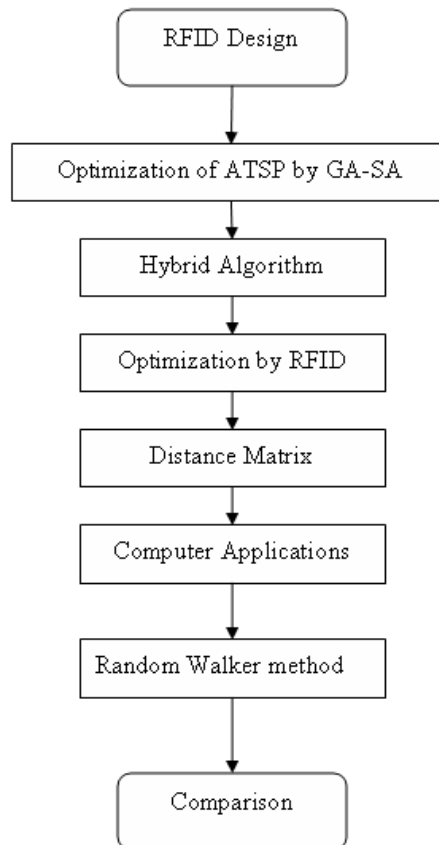 RFID Design
Optimization of ATSP by GA-SA
Hybrid Algorithm
Optimization by RFID
Distance Matrix
Computer Applications
Random Walker method
Comparison